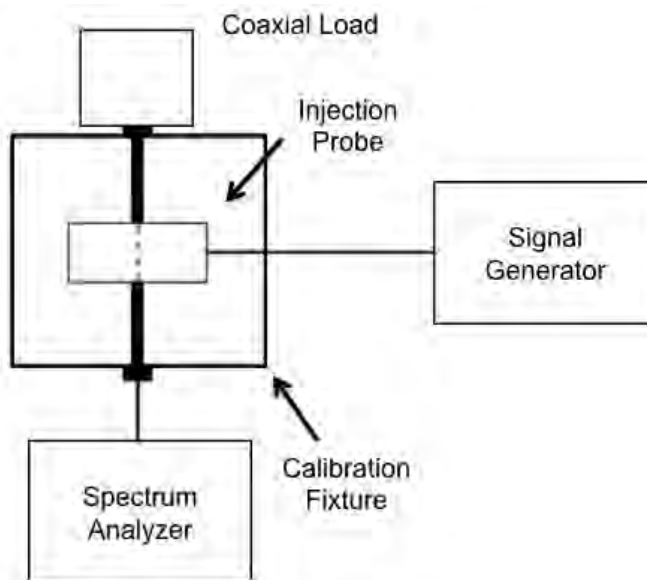 Coaxial Load
Injection
Probe
Signal
Generator
Calibration
Fixture
Spectrum
Analyzer